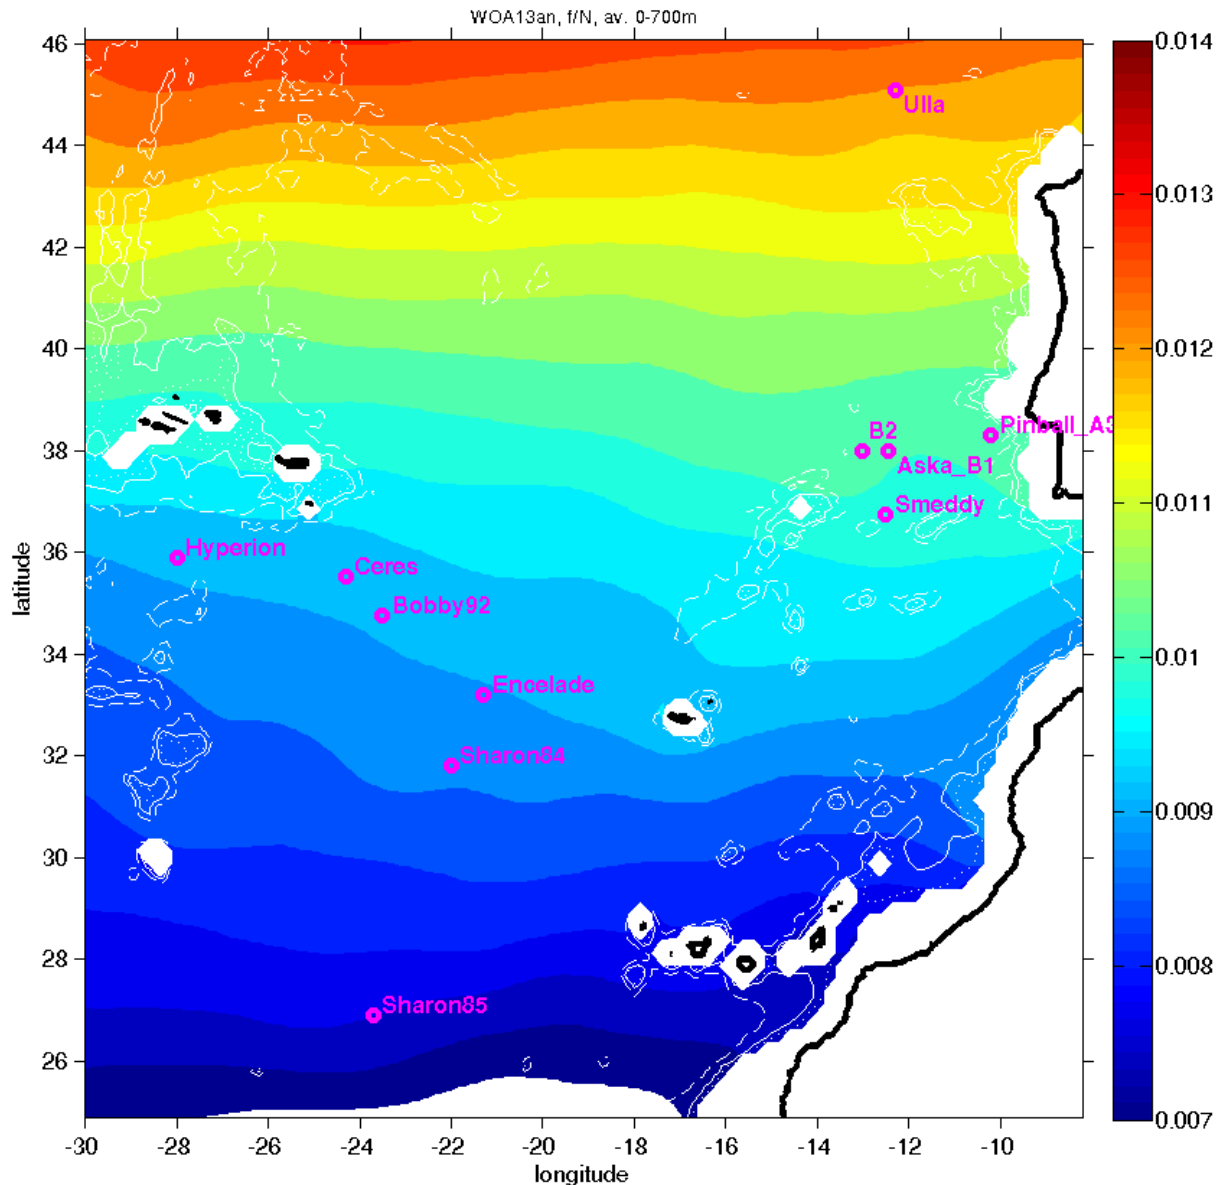 WOA13an, f/N, av. 0-700m
46
44
42
40
38
36
34
32
30
28
26
latitude
-30
-28
-26
-24
-22
-20
-18
-16
-14
-12
-10
longitude
Ulla
B2
Pinball_A3
Aska_B1
Smeddy
Hyperion
Ceres
Bobby92
Encelade
Sharon84
Sharon85
0.014
0.013
0.012
0.011
0.01
0.009
0.008
0.007